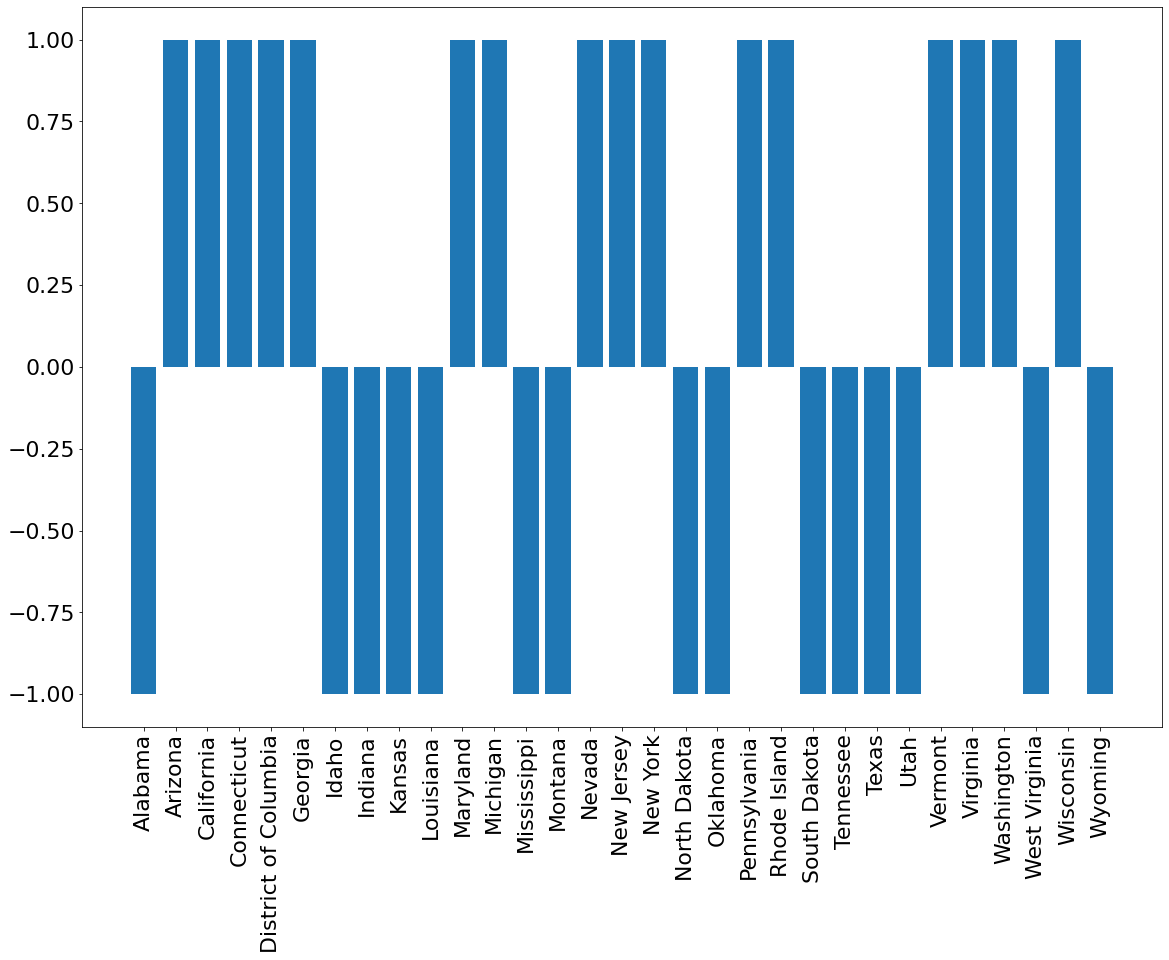 1.00
0.75
0.50
0.25
0.00
−0.25
−0.50
−0.75
−1.00
Alabama
Arizona
California
Connecticut
District of Columbia
Georgia
Idaho
Indiana
Kansas
Louisiana
Maryland
Michigan
Mississippi
Montana
Nevada
New Jersey
New York
North Dakota
Oklahoma
Pennsylvania
Rhode Island
South Dakota
Tennessee
Texas
Utah
Vermont
Virginia
Washington
West Virginia
Wisconsin
Wyoming